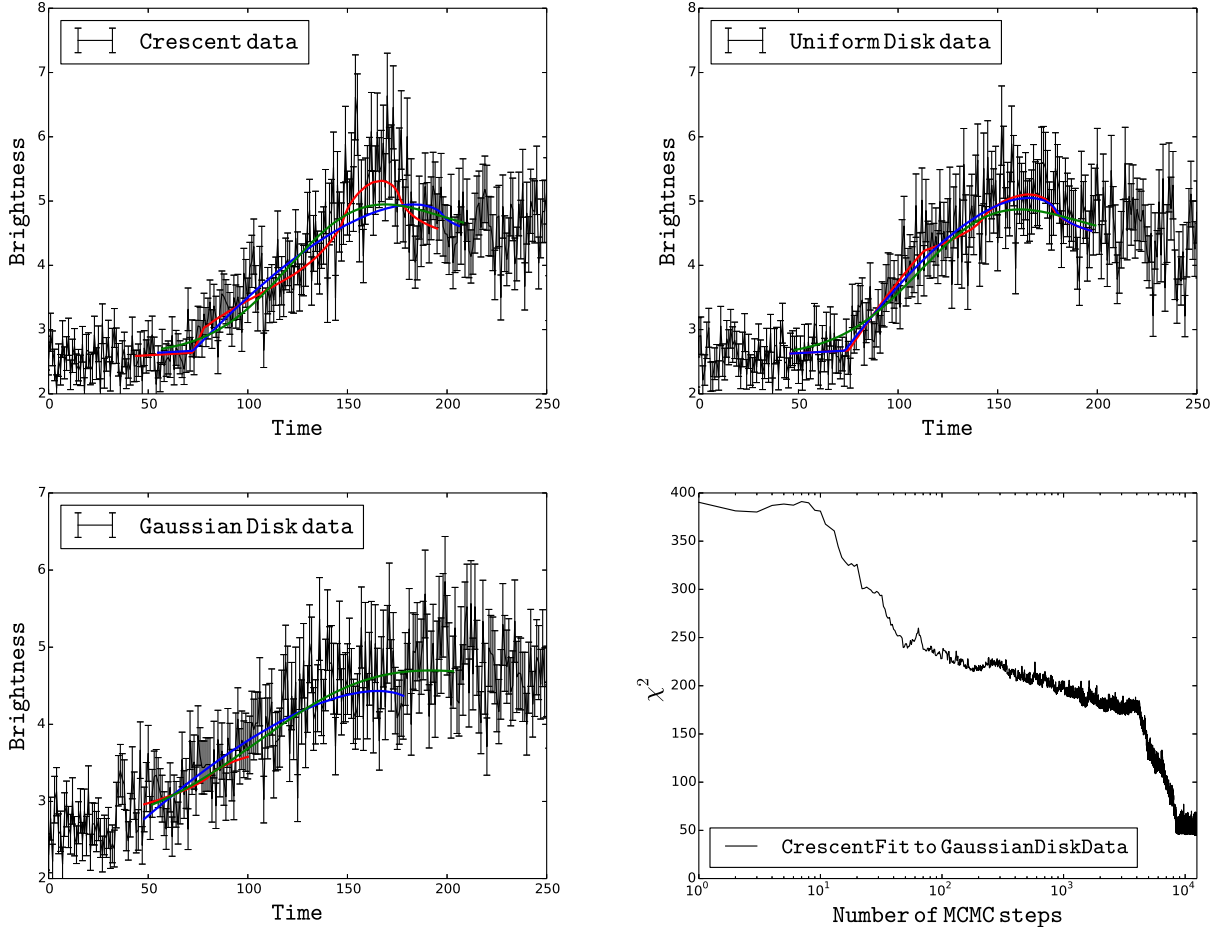 8
7
6
5
4
3
2
Brightness
Crescent data
0 50 100 150 200 250
Time
8
7
6
5
4
3
2
Brightness
Uniform Disk data
0 50 100 150 200 250
Time
7
6
5
4
3
2
Brightness
Gaussian Disk data
0 50 100 150 200 250
Time
400
350
300
250
200
150
100
50
0
χ²
CrescentFit to GaussianDiskData
10⁰ 10¹ 10² 10³ 10⁴
Number of MCMC steps